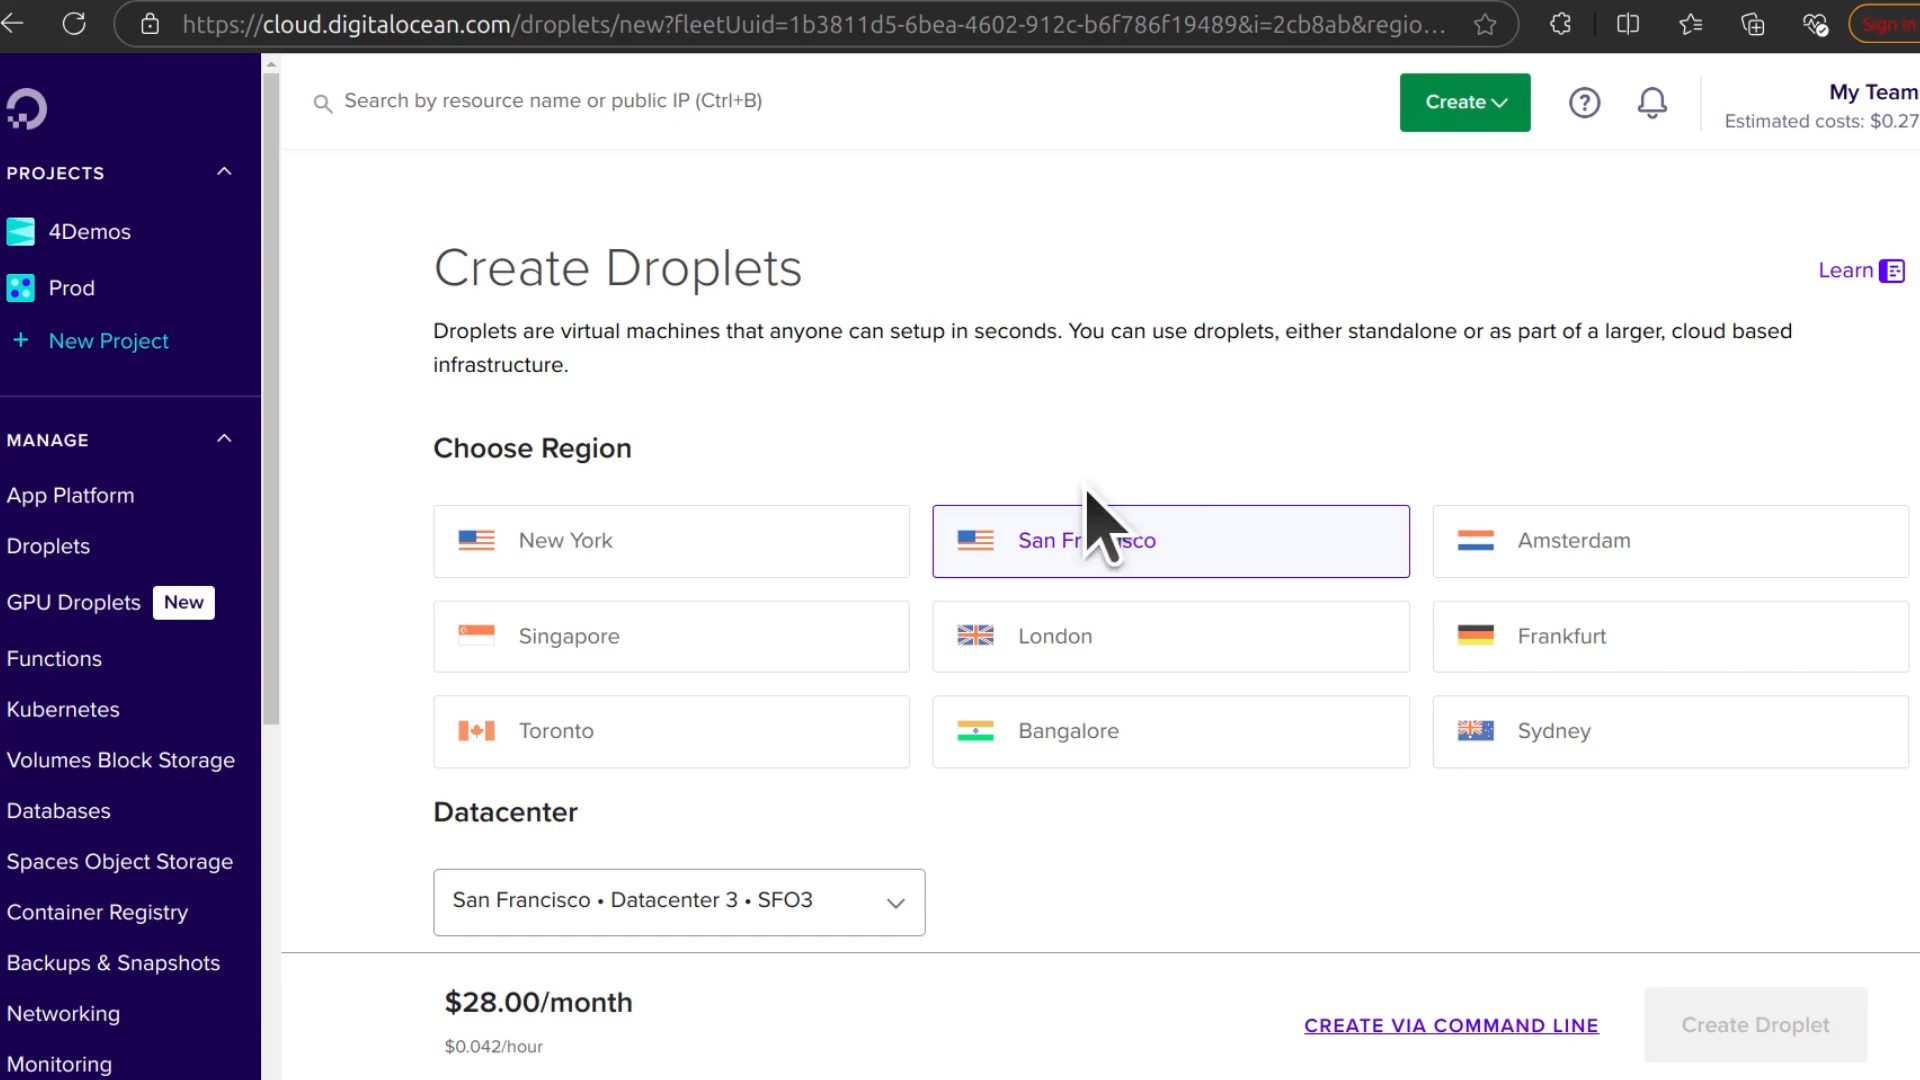 https://cloud.digitalocean.com/droplets/new?fleetUuid=1b3811d5-6bea-4602-912c-b6f786f19489&i=2cb8ab&regio...
Sign in
Search by resource name or public IP (Ctrl+B)
Create
My Team
Estimated costs: $0.27
PROJECTS
4Demos
Prod
+ New Project
MANAGE
App Platform
Droplets
GPU Droplets New
Functions
Kubernetes
Volumes Block Storage
Databases
Spaces Object Storage
Container Registry
Backups & Snapshots
Networking
Monitoring
Create Droplets
Learn
Droplets are virtual machines that anyone can setup in seconds. You can use droplets, either standalone or as part of a larger, cloud based
infrastructure.
Choose Region
New York
San Francisco
Amsterdam
Singapore
London
Frankfurt
Toronto
Bangalore
Sydney
Datacenter
San Francisco • Datacenter 3 • SFO3
$28.00/month
$0.042/hour
CREATE VIA COMMAND LINE
Create Droplet